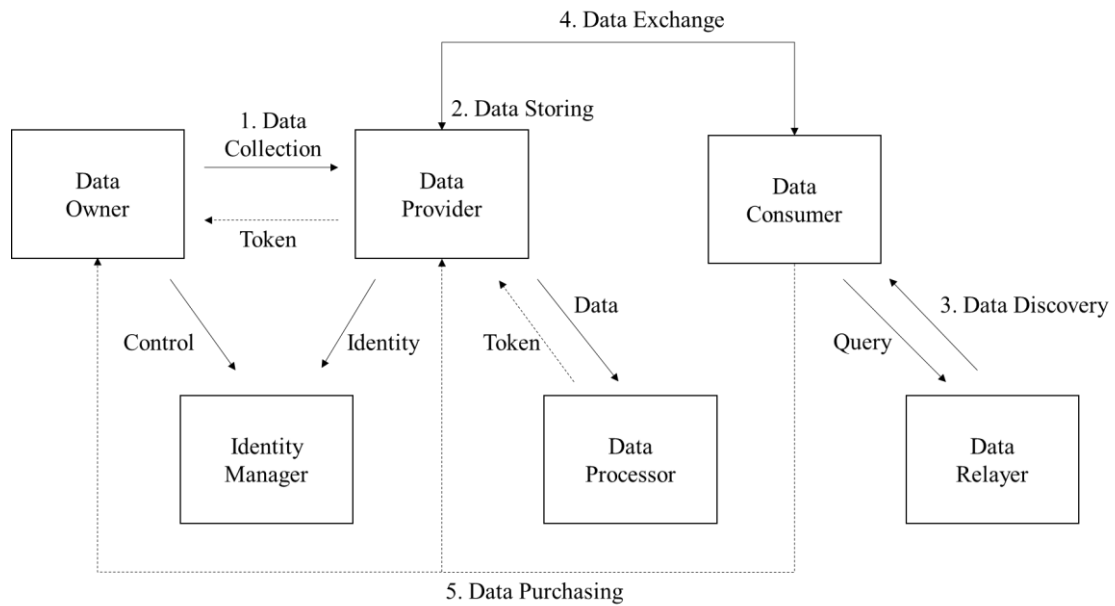 4. Data Exchange
1. Data
Collection
2. Data Storing
Data
Owner
Data
Provider
Data
Consumer
Token
Control
Identity
Token
Data
Query
3. Data Discovery
Identity
Manager
Data
Processor
Data
Relayer
5. Data Purchasing